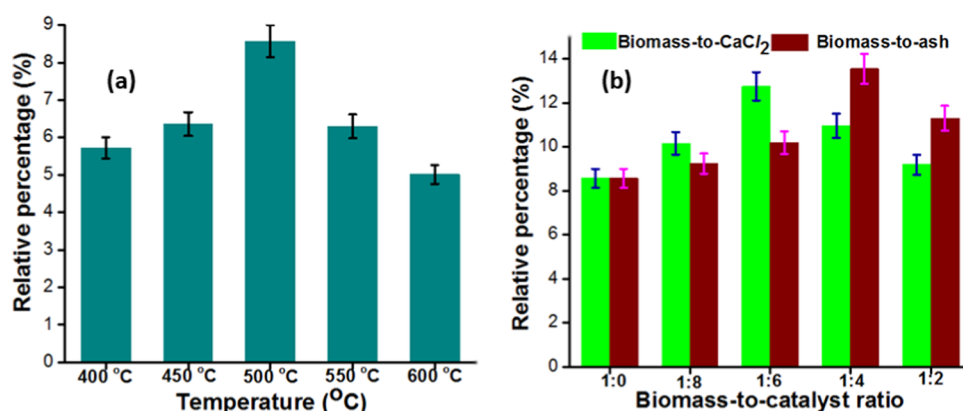 (a)
Relative percentage (%)
9
8
7
6
5
4
3
2
1
0
400 °C 450 °C 500 °C 550 °C 600 °C
Temperature (OC)
(b)
Biomass-to-CaCl2 Biomass-to-ash
Relative percentage (%)
14
12
10
8
6
4
2
0
1:0 1:8 1:6 1:4 1:2
Biomass-to-catalyst ratio